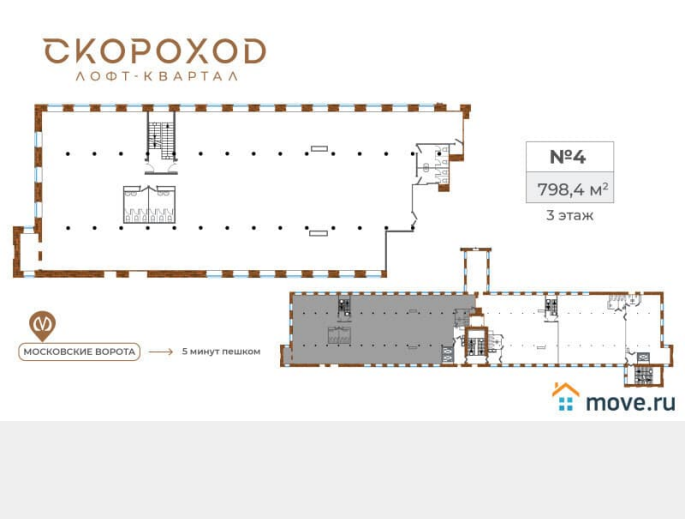 СКОРОХОД
ЛОФТ-КВАРТАЛ
№4
798,4 м²
3 этаж
МОСКОВСКИЕ ВОРОТА
5 минут пешком
move.ru